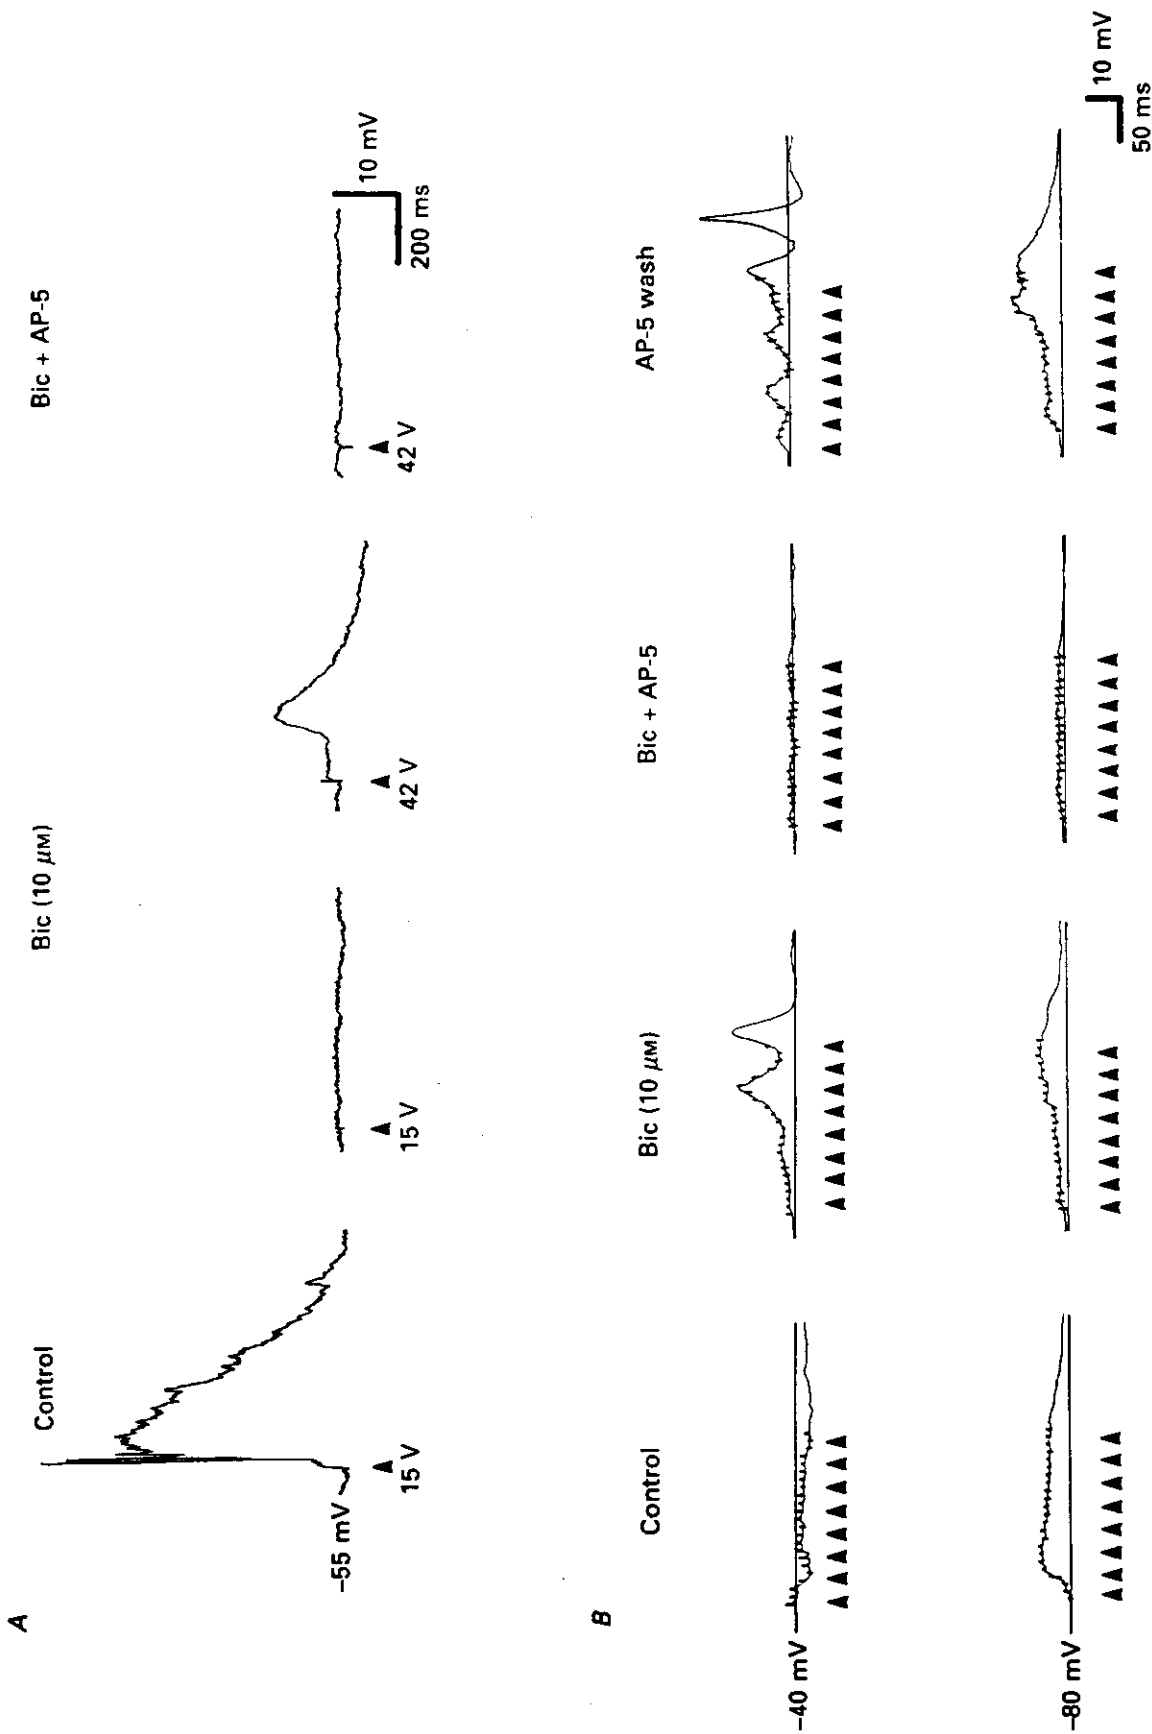 A
Control
Bic (10 μM)
Bic + AP-5
–55 mV
15 V
15 V
42 V
42 V
10 mV
200 ms
B
Control
Bic (10 μM)
Bic + AP-5
AP-5 wash
–40 mV
–80 mV
10 mV
50 ms